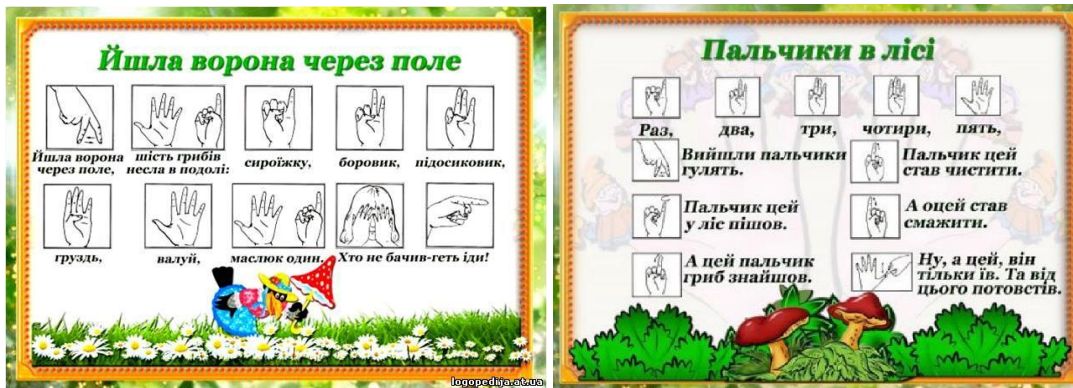 Йшла ворона через поле
Йшла ворона
через поле,
шість грибів
несла в подолі:
сироїжку,
боровик,
підосиковик,
груздь,
валуй,
маслюк один.
Хто не бачив-геть іди!
logopedija.at.ua
Пальчики в лісі
Раз,
два,
три,
чотири,
пять,
Вийшли пальчики
гулять.
Пальчик цей
у ліс пішов.
А цей пальчик
гриб знайшов.
Пальчик цей
став чистити.
А оцей став
смажити.
Ну, а цей, він
тільки їв. Та від
цього потовстів.